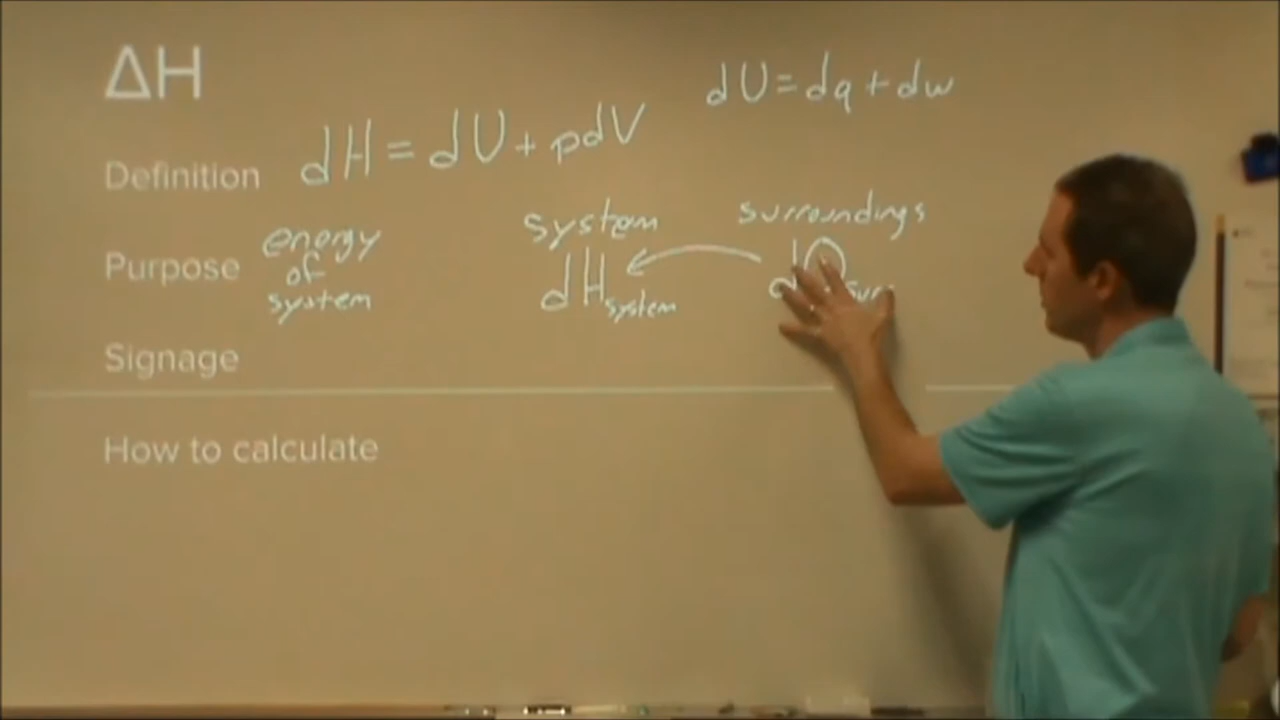 ΔH
dU = dq + dw
Definition dH = dU + pdV
Purpose energy of system
system surroundings
dH system
Signage
How to calculate